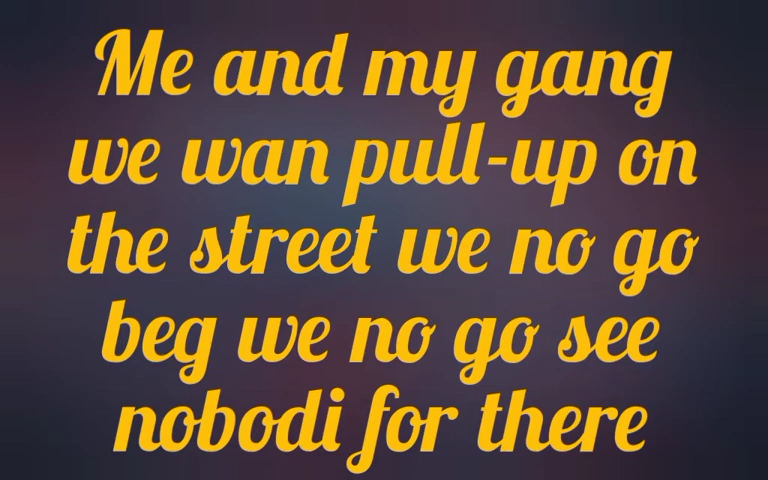 Me and my gang
we wan pull-up on
the street we no go
beg we no go see
nobodi for there